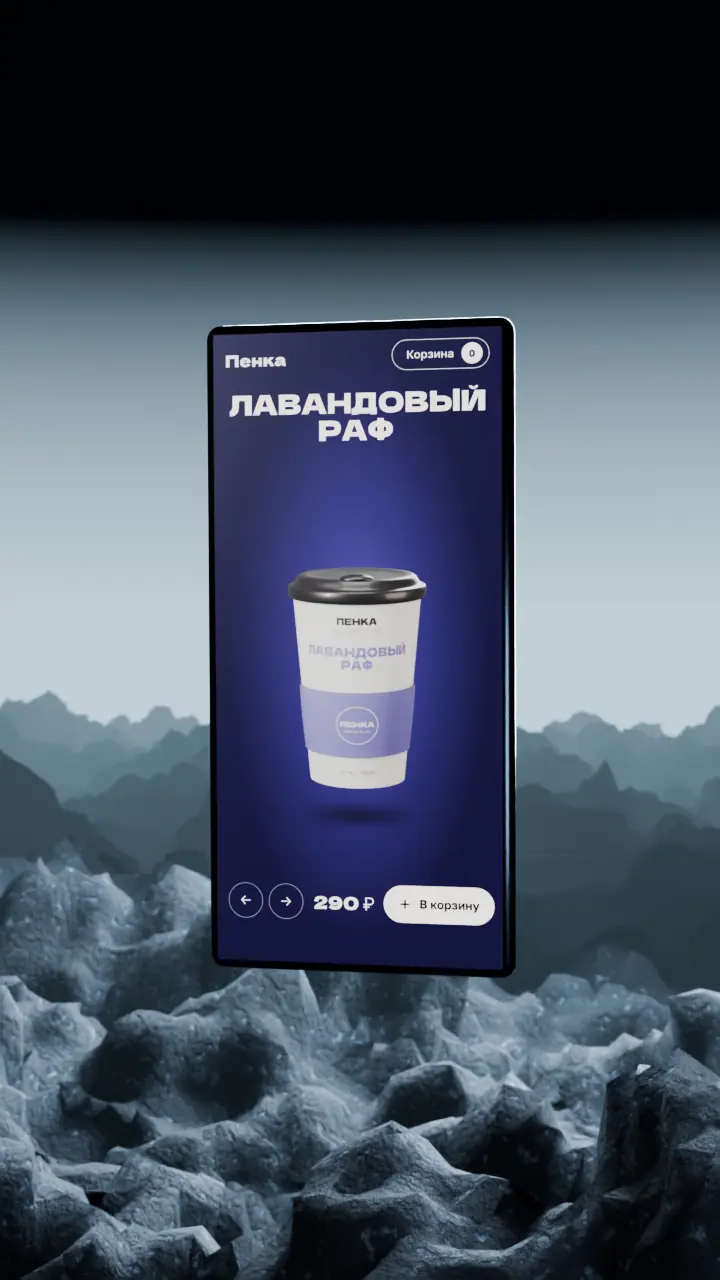 Пенка
Корзина 0
ЛАВАНДОВЫЙ
РАФ
ПЕНКА
ЛАВАНДОВЫЙ
РАФ
ПЕНКА
290 ₽
+ В корзину